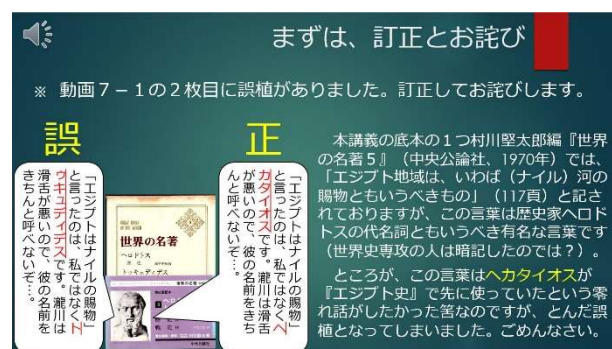 まずは、訂正とお詫び
※ 動画７－１の２枚目に誤植がありました。訂正してお詫びします。
誤
正
「エジプトはナイルの賜物」
と言ったのは、私ではなくト
ゥキュディデスです。瀧川は
滑舌が悪いので、彼の名前を
きちんと呼べないぞ…。
世界の名著
ヘロドトス
トゥキュディデス
「エジプトはナイルの賜物」
と言ったのは、私ではなくヘ
カタイオスです。瀧川は滑舌
が悪いので、彼の名前をきち
んと呼べないぞ…。
本講義の底本の１つ村川堅太郎編『世界
の名著５』（中央公論社、1970年）では、
「エジプト地域は、いわば（ナイル）河の
賜物ともいうべきもの」（117頁）と記さ
れておりますが、この言葉は歴史家ヘロド
トスの代名詞ともいうべき有名な言葉です
（世界史専攻の人は暗記したのでは？）。
ところが、この言葉はヘカタイオスが
『エジプト史』で先に使っていたという零
れ話がしたかった筈なのですが、とんだ誤
植となってしまいました。ごめんなさい。